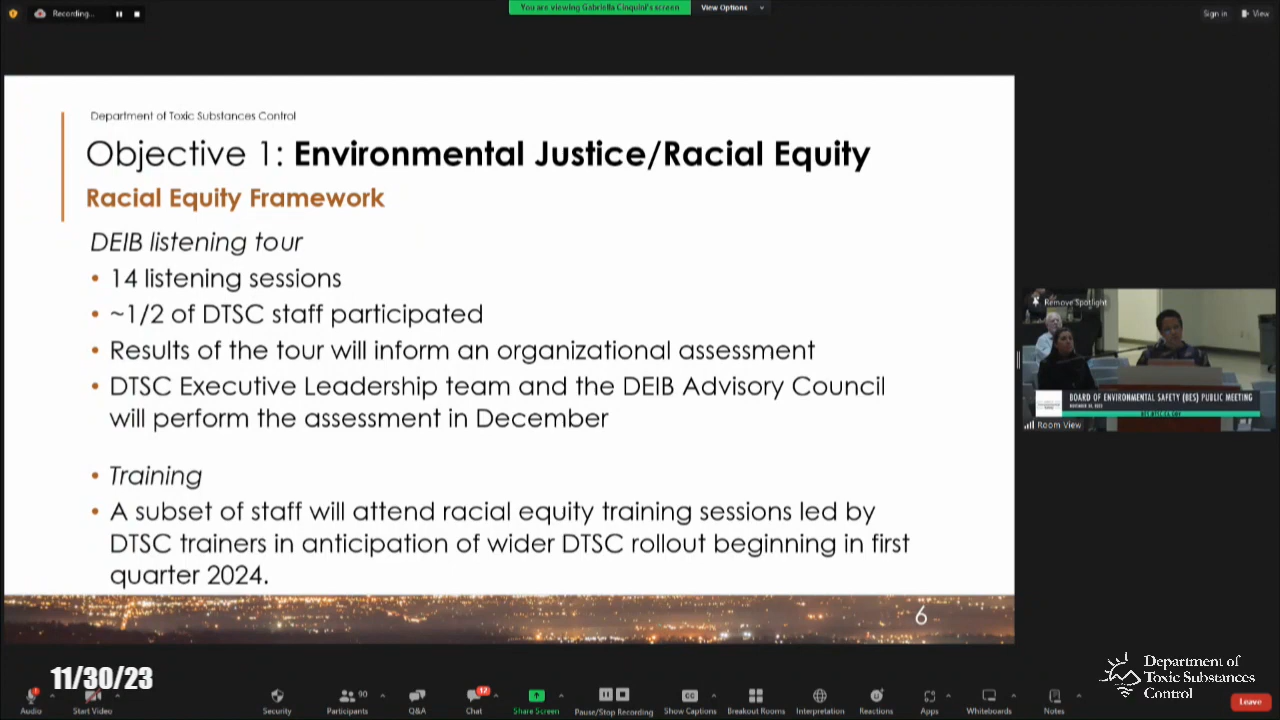 Recording...
You are viewing Gabriella Cinquini's screen
View Options
Sign in
View
Department of Toxic Substances Control
Objective 1: Environmental Justice/Racial Equity
Racial Equity Framework
DEIB listening tour
• 14 listening sessions
• ~1/2 of DTSC staff participated
• Results of the tour will inform an organizational assessment
• DTSC Executive Leadership team and the DEIB Advisory Council
will perform the assessment in December
• Training
• A subset of staff will attend racial equity training sessions led by
DTSC trainers in anticipation of wider DTSC rollout beginning in first
quarter 2024.
6
Remove Spotlight
BOARD OF ENVIRONMENTAL SAFETY (BES) PUBLIC MEETING
NOVEMBER 30, 2023
Room View
11/30/23
Department of
Toxic Substances
Control
Audio
Start Video
Security
Participants
90
Q&A
Chat
12
Share Screen
Pause/Stop Recording
Show Captions
Breakout Rooms
Interpretation
Reactions
Apps
Whiteboards
Notes
Leave